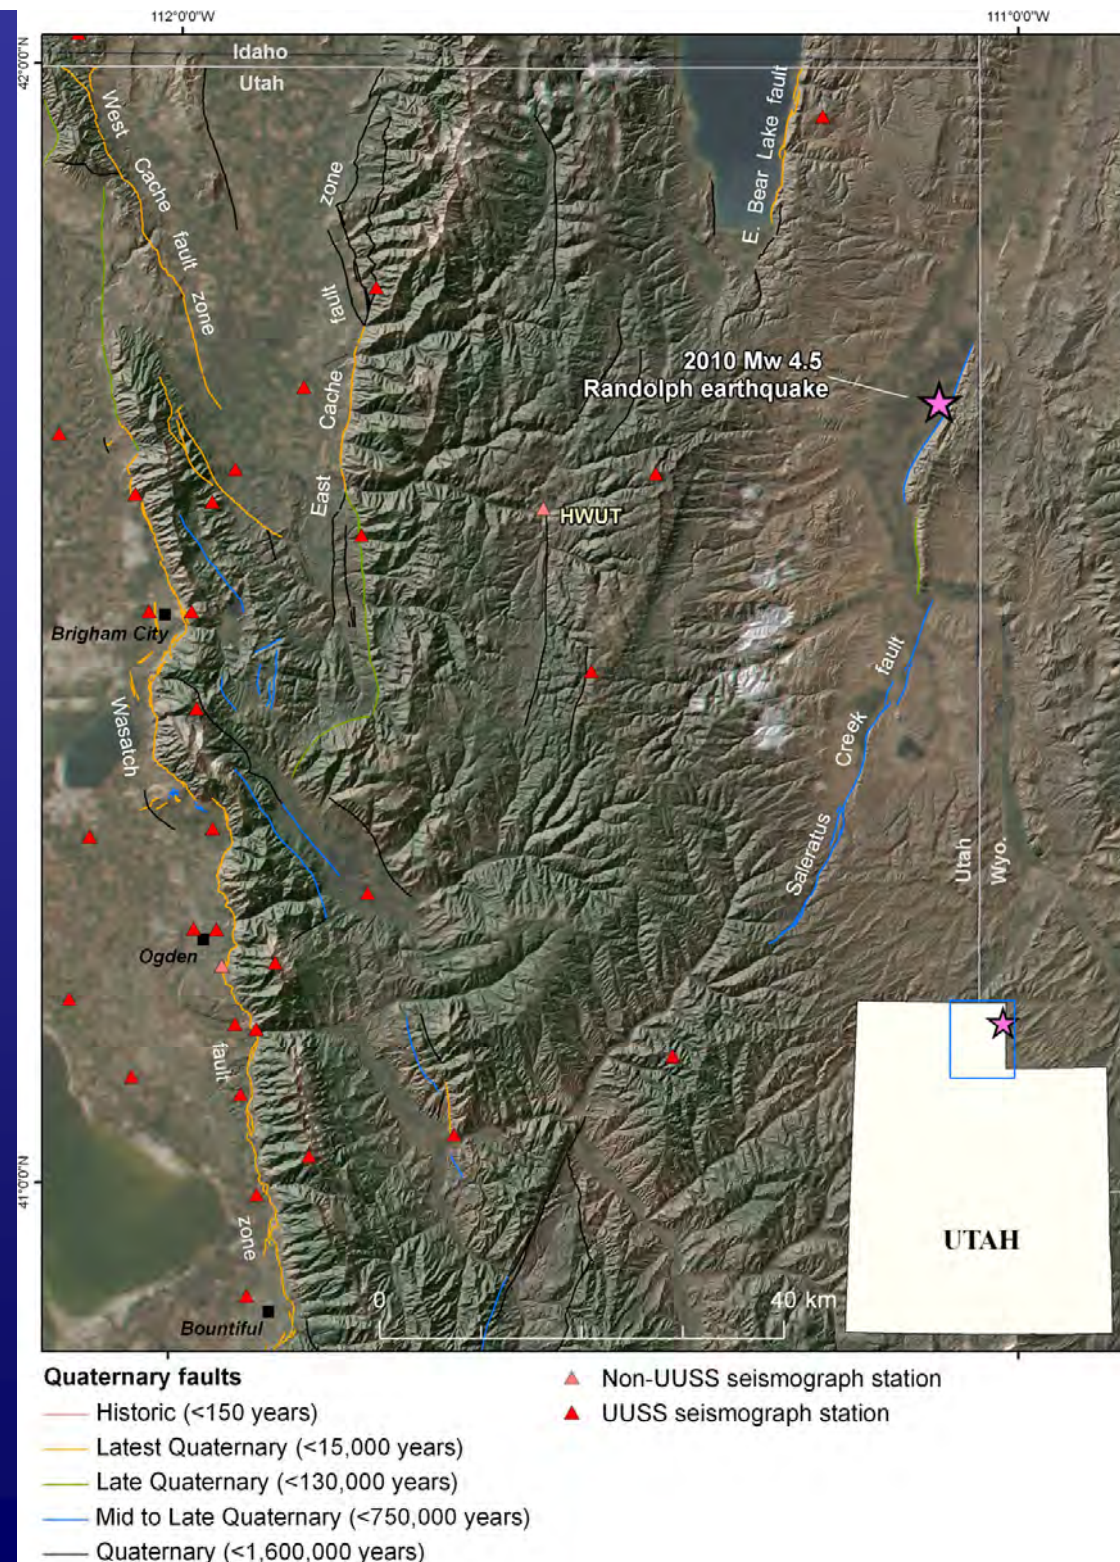 112°0'0"W
111°0'0"W
42°0'0"N
Idaho
Utah
West Cache fault zone
East Cache fault zone
E. Bear Lake fault
2010 Mw 4.5
Randolph earthquake
HWUT
Brigham City
Wasatch fault zone
Saleratus Creek fault
Utah
Wyo.
Ogden
41°0'0"N
UTAH
0
40 km
Bountiful
Quaternary faults
Historic (<150 years)
Latest Quaternary (<15,000 years)
Late Quaternary (<130,000 years)
Mid to Late Quaternary (<750,000 years)
Quaternary (<1,600,000 years)
Non-UUSS seismograph station
UUSS seismograph station